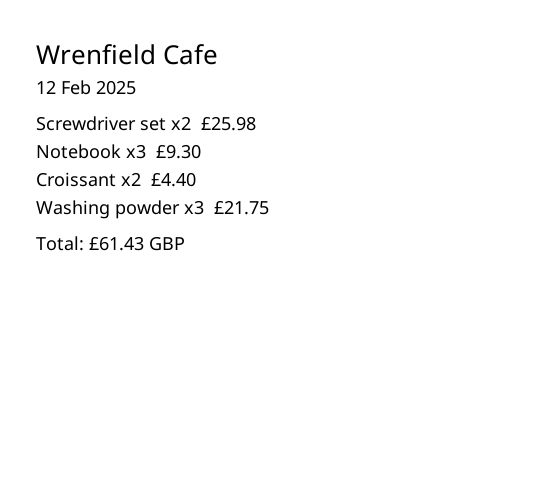 Wrenfield Cafe
12 Feb 2025
Screwdriver set x2  £25.98
Notebook x3  £9.30
Croissant x2  £4.40
Washing powder x3  £21.75
Total: £61.43 GBP